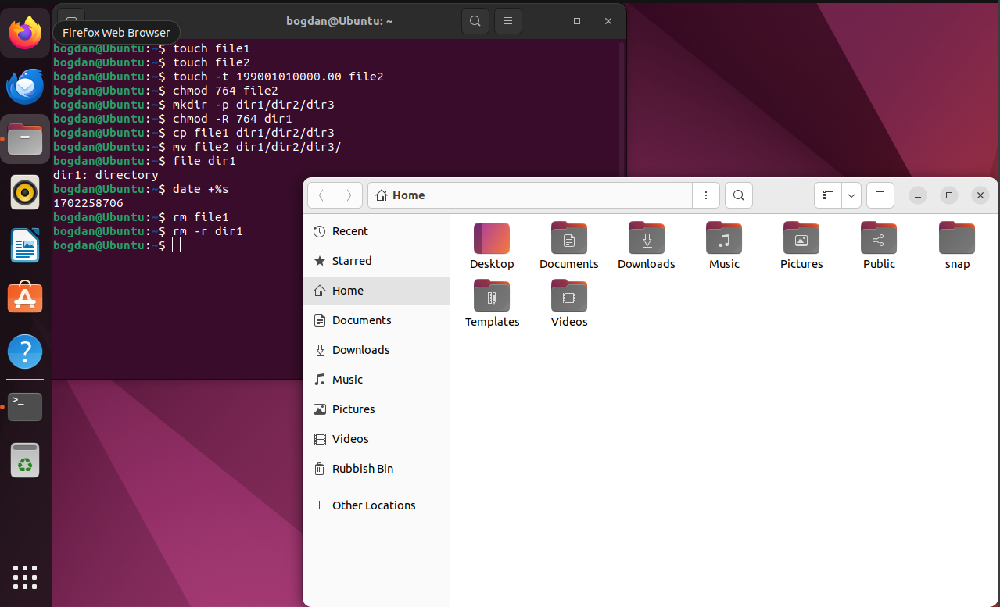 bogdan@Ubuntu: ~
Firefox Web Browser
bogdan@Ubuntu:~$ touch file1
bogdan@Ubuntu:~$ touch file2
bogdan@Ubuntu:~$ touch -t 199001010000.00 file2
bogdan@Ubuntu:~$ chmod 764 file2
bogdan@Ubuntu:~$ mkdir -p dir1/dir2/dir3
bogdan@Ubuntu:~$ chmod -R 764 dir1
bogdan@Ubuntu:~$ cp file1 dir1/dir2/dir3
bogdan@Ubuntu:~$ mv file2 dir1/dir2/dir3/
bogdan@Ubuntu:~$ file dir1
dir1: directory
bogdan@Ubuntu:~$ date +%s
1702258706
bogdan@Ubuntu:~$ rm file1
bogdan@Ubuntu:~$ rm -r dir1
bogdan@Ubuntu:~$
Home
Recent
Starred
Home
Documents
Downloads
Music
Pictures
Videos
Rubbish Bin
Other Locations
Desktop
Documents
Downloads
Music
Pictures
Public
snap
Templates
Videos